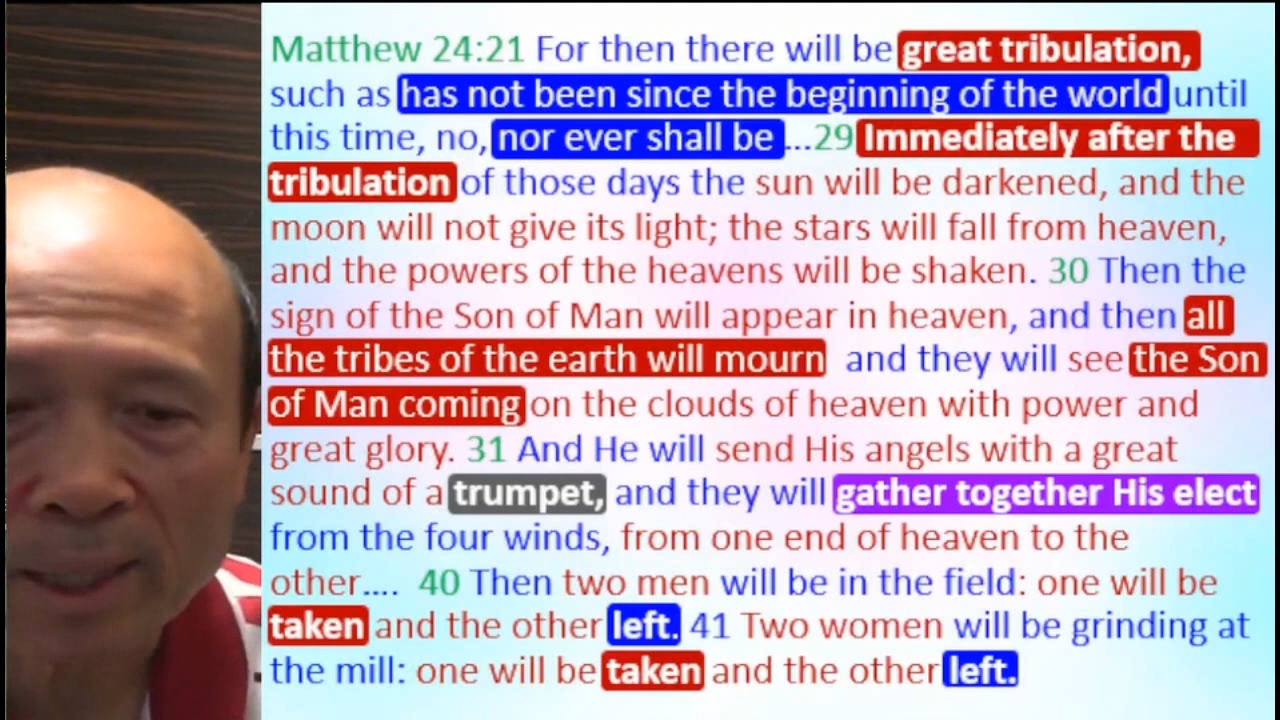 Matthew 24:21 For then there will be great tribulation,
such as has not been since the beginning of the world until
this time, no, nor ever shall be ...29 Immediately after the
tribulation of those days the sun will be darkened, and the
moon will not give its light; the stars will fall from heaven,
and the powers of the heavens will be shaken. 30 Then the
sign of the Son of Man will appear in heaven, and then all
the tribes of the earth will mourn and they will see the Son
of Man coming on the clouds of heaven with power and
great glory. 31 And He will send His angels with a great
sound of a trumpet, and they will gather together His elect
from the four winds, from one end of heaven to the
other.... 40 Then two men will be in the field: one will be
taken and the other left. 41 Two women will be grinding at
the mill: one will be taken and the other left.